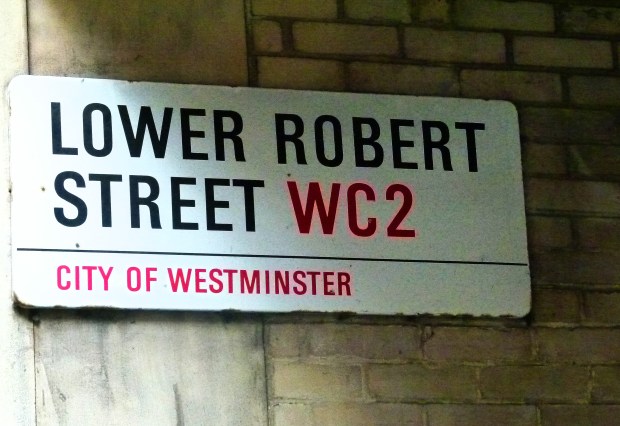 LOWER ROBERT
STREET WC2
CITY OF WESTMINSTER